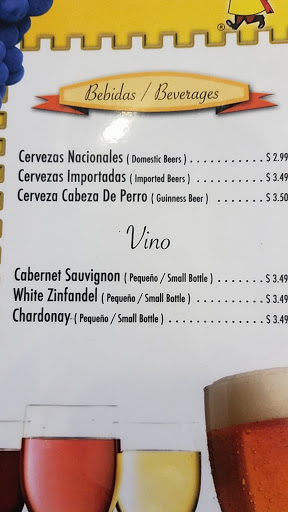 Bebidas / Beverages
Cervezas Nacionales ( Domestic Beers ) . . . . . . . . . . $ 2.99
Cervezas Importadas ( Imported Beers ) . . . . . . . . . . $ 3.49
Cerveza Cabeza De Perro ( Guinness Beer ) . . . . . . $ 3.50
Vino
Cabernet Sauvignon ( Pequeño / Small Bottle ) . . . . . . $ 3.49
White Zinfandel ( Pequeño / Small Bottle ) . . . . . . . . . $ 3.49
Chardonay ( Pequeño / Small Bottle ) . . . . . . . . . . . . $ 3.49